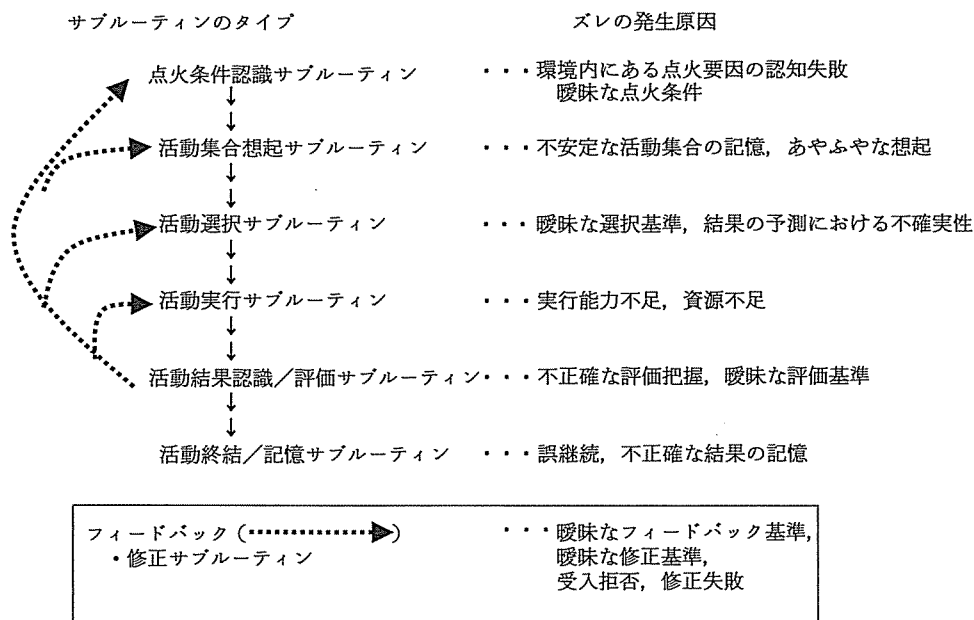 サブルーティンのタイプ ズレの発生原因
点火条件認識サブルーティン ・・・環境内にある点火要因の認知失敗
曖昧な点火条件
↓
↓
活動集合想起サブルーティン ・・・不安定な活動集合の記憶，あやふやな想起
↓
↓
活動選択サブルーティン ・・・曖昧な選択基準，結果の予測における不確実性
↓
↓
活動実行サブルーティン ・・・実行能力不足，資源不足
↓
↓
活動結果認識／評価サブルーティン・・・不正確な評価把握，曖昧な評価基準
↓
↓
活動終結／記憶サブルーティン ・・・誤継続，不正確な結果の記憶
フィードバック ( ) ・・・曖昧なフィードバック基準，
・修正サブルーティン 曖昧な修正基準，
受入拒否，修正失敗